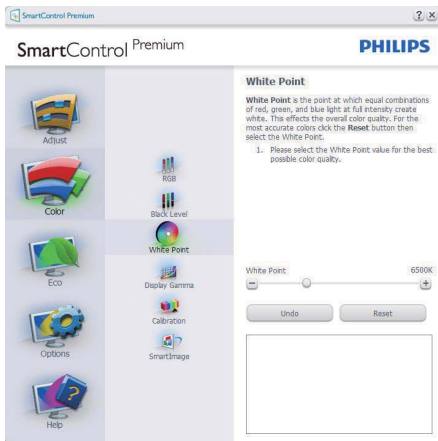 SmartControl Premium
? x
SmartControl Premium
PHILIPS
Adjust
Color
Eco
Options
Help
RGB
Black Level
White Point
Display Gamma
Calibration
SmartImage
White Point
White Point is the point at which equal combinations
of red, green, and blue light at full intensity create
white. This effects the overall color quality. For the
most accurate colors click the Reset button then
select the White Point.
1. Please select the White Point value for the best
possible color quality.
White Point 6500K
Undo Reset